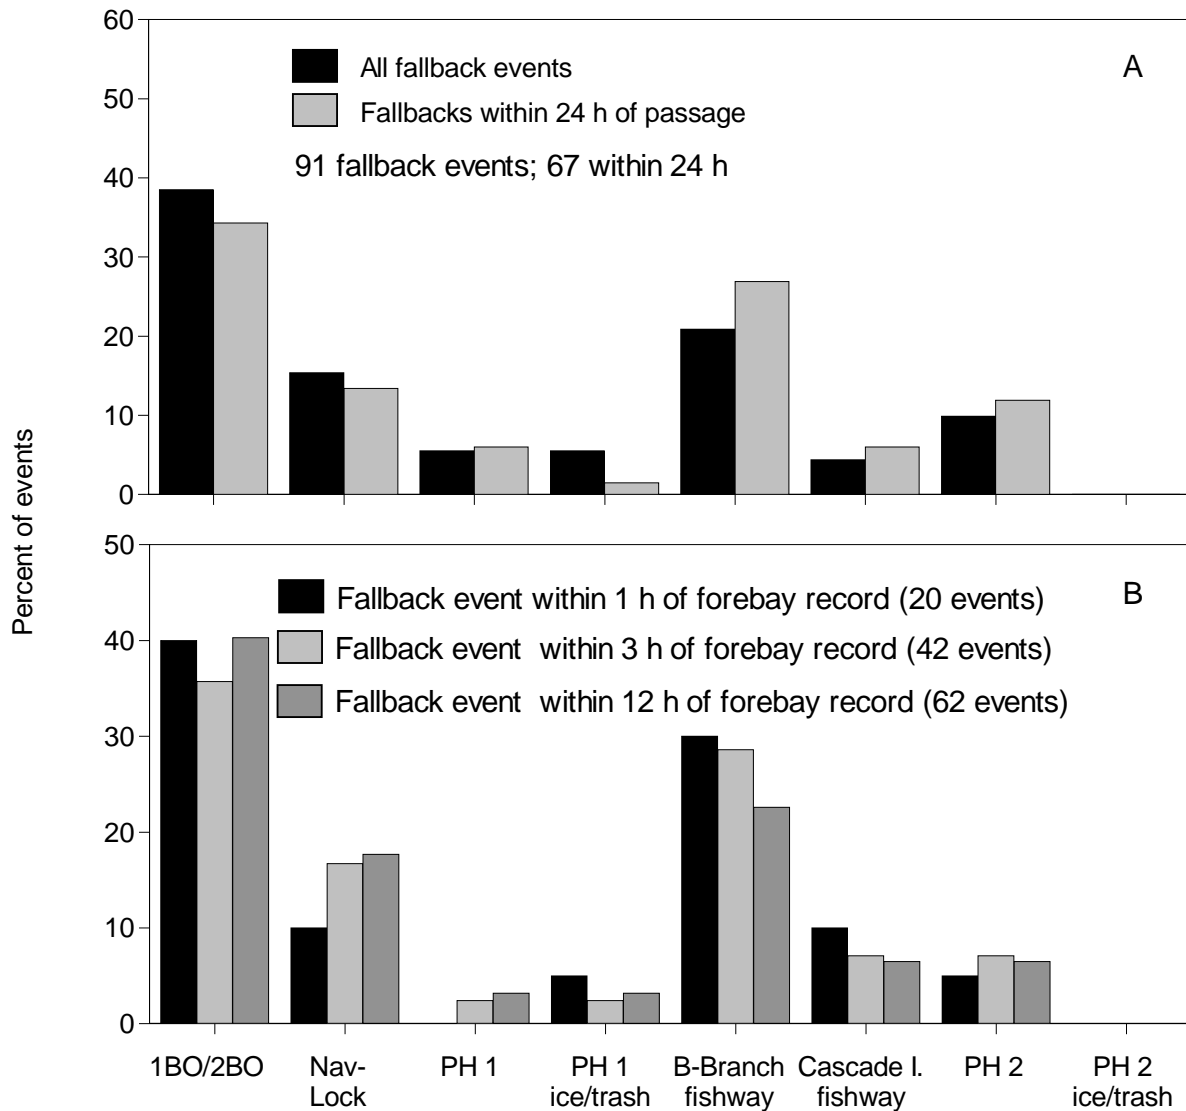 Percent of events
60
50
40
30
20
10
0
All fallback events
Fallbacks within 24 h of passage
91 fallback events; 67 within 24 h
A
50
40
30
20
10
0
Fallback event within 1 h of forebay record (20 events)
Fallback event within 3 h of forebay record (42 events)
Fallback event within 12 h of forebay record (62 events)
B
1BO/2BO
Nav-
Lock
PH 1
PH 1
ice/trash
B-Branch
fishway
Cascade I.
fishway
PH 2
PH 2
ice/trash